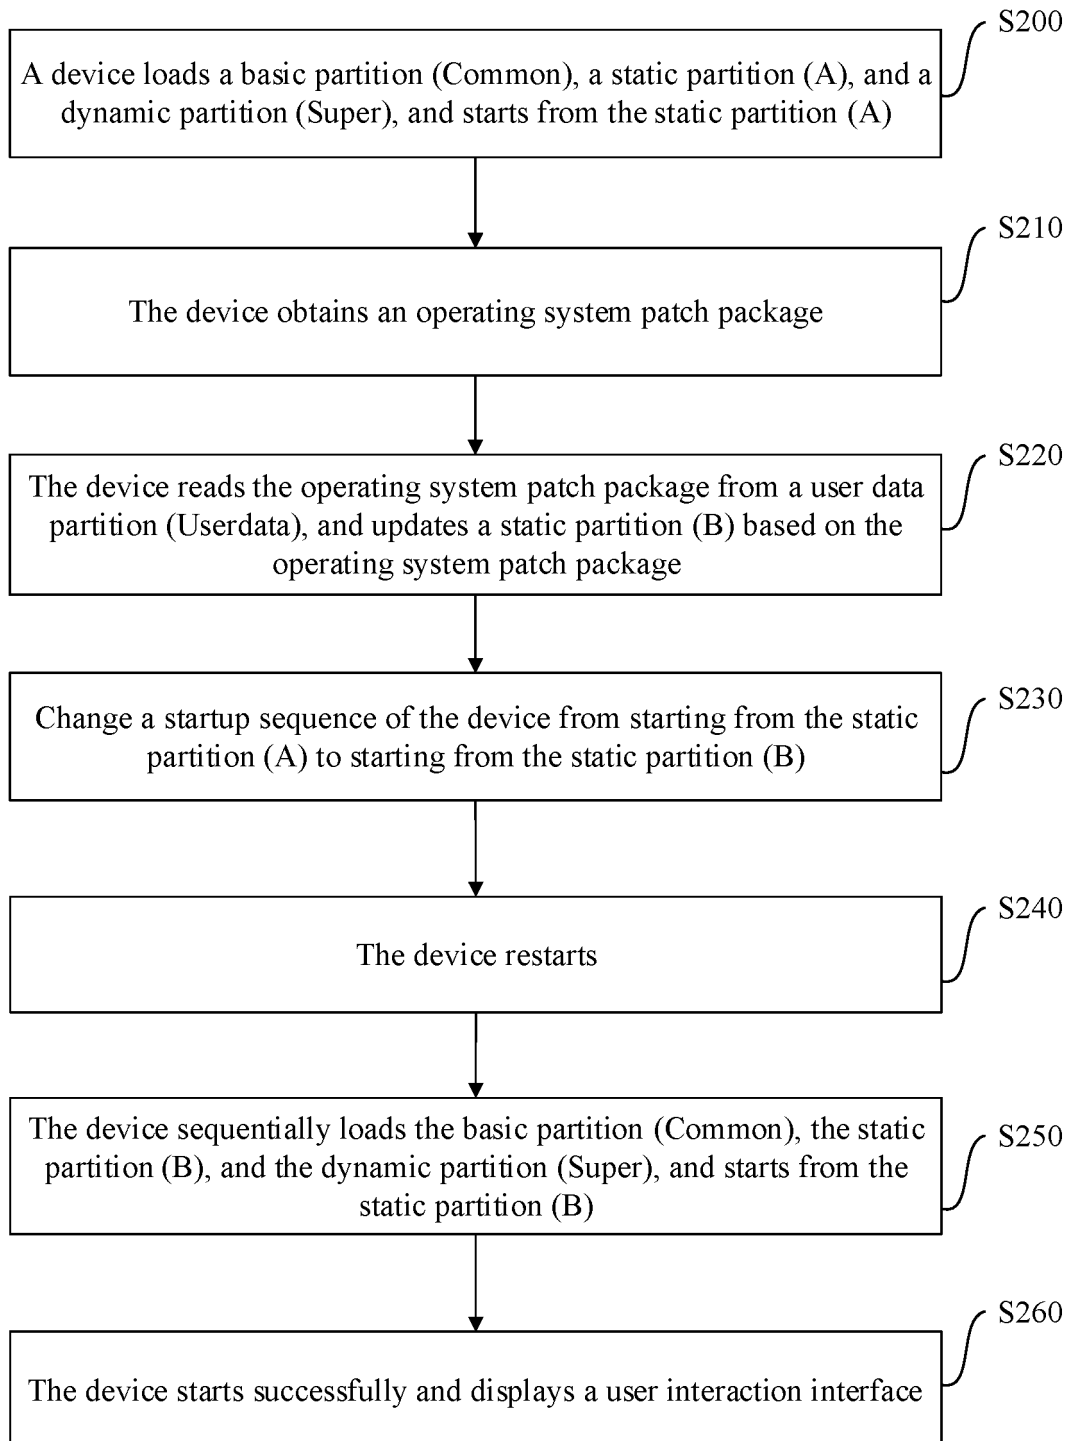 S200
A device loads a basic partition (Common), a static partition (A), and a
dynamic partition (Super), and starts from the static partition (A)
S210
The device obtains an operating system patch package
S220
The device reads the operating system patch package from a user data
partition (Userdata), and updates a static partition (B) based on the
operating system patch package
S230
Change a startup sequence of the device from starting from the static
partition (A) to starting from the static partition (B)
S240
The device restarts
S250
The device sequentially loads the basic partition (Common), the static
partition (B), and the dynamic partition (Super), and starts from the
static partition (B)
S260
The device starts successfully and displays a user interaction interface